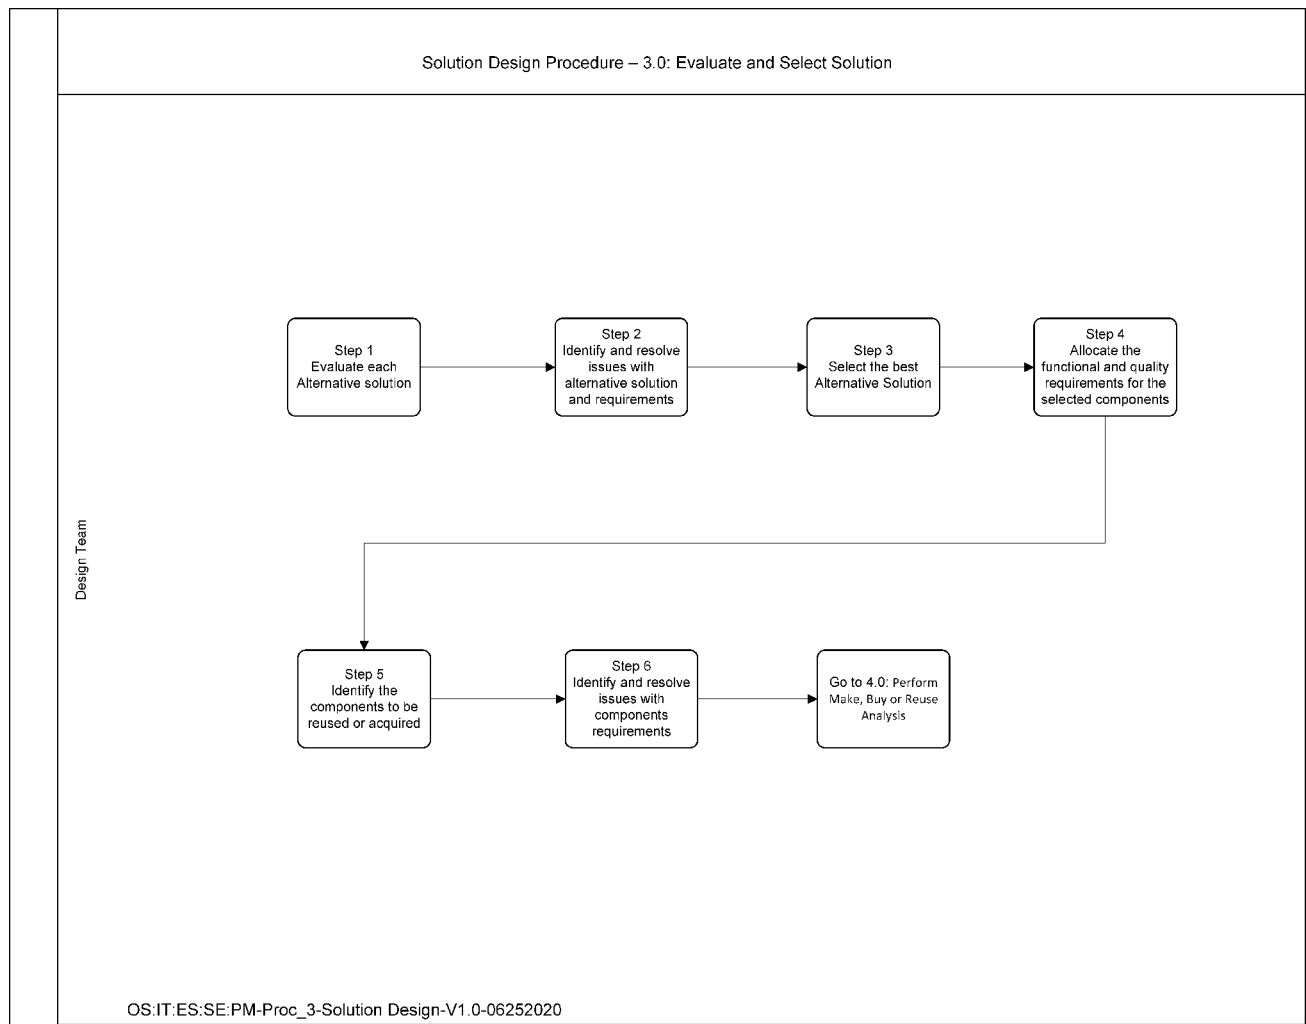 Solution Design Procedure – 3.0: Evaluate and Select Solution
Step 1
Evaluate each
Alternative solution
Step 2
Identify and resolve
issues with
alternative solution
and requirements
Step 3
Select the best
Alternative Solution
Step 4
Allocate the
functional and quality
requirements for the
selected components
Design Team
Step 5
Identify the
components to be
reused or acquired
Step 6
Identify and resolve
issues with
components
requirements
Go to 4.0: Perform
Make, Buy or Reuse
Analysis
OS:IT:ES:SE:PM-Proc_3-Solution Design-V1.0-06252020